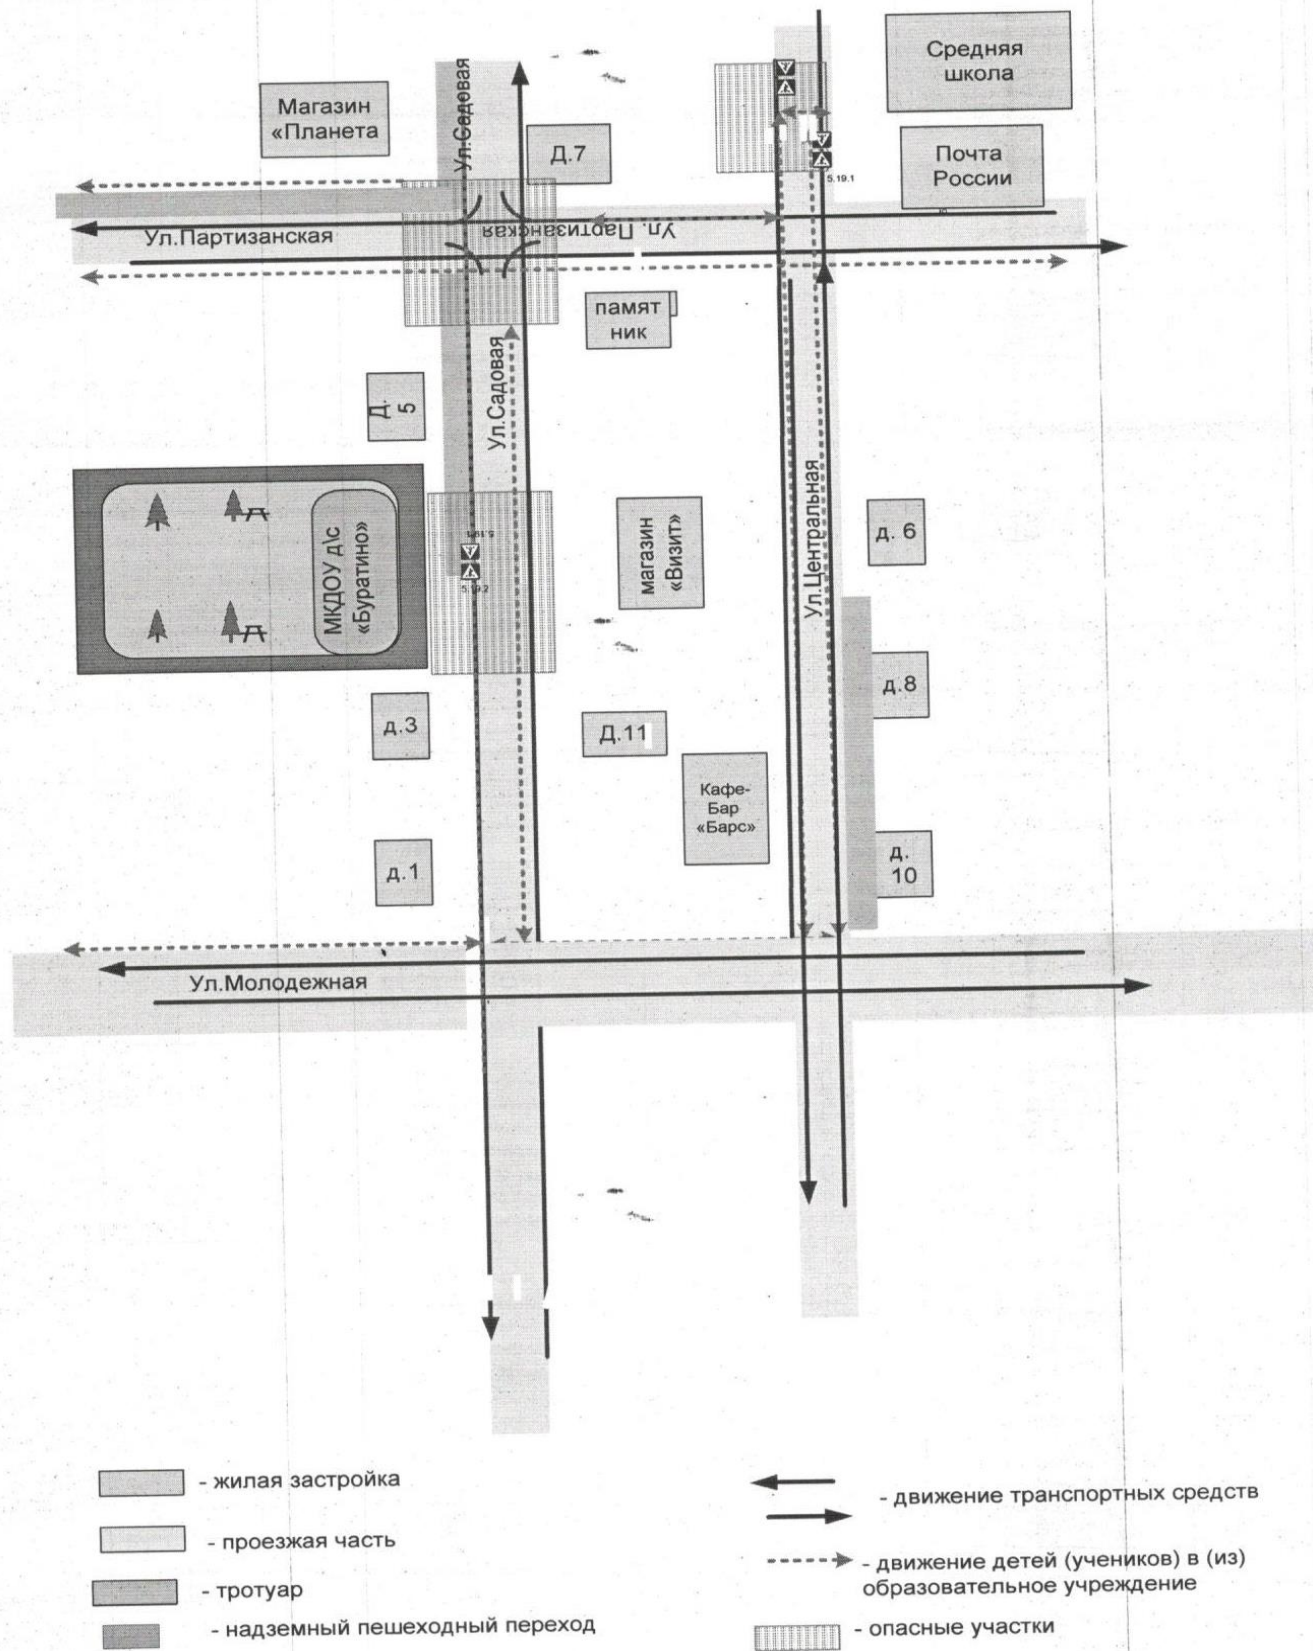 Средняя
школа
Ул.Садовая
Магазин
«Планета
Д.7
Почта
России
5.19.1
Ул.Партизанская
Ул. Партизанская
памят
ник
Ул.Садовая
Д.
5
МКДОУ д\с
«Буратино»
5.19.1
5.19.2
магазин
«Визит»
Ул.Центральная
д. 6
д.8
д.3
Д.11
Кафе-
Бар
«Барс»
д.1
д.
10
Ул.Молодежная
- жилая застройка
- проезжая часть
- тротуар
- надземный пешеходный переход
- движение транспортных средств
- движение детей (учеников) в (из)
образовательное учреждение
- опасные участки